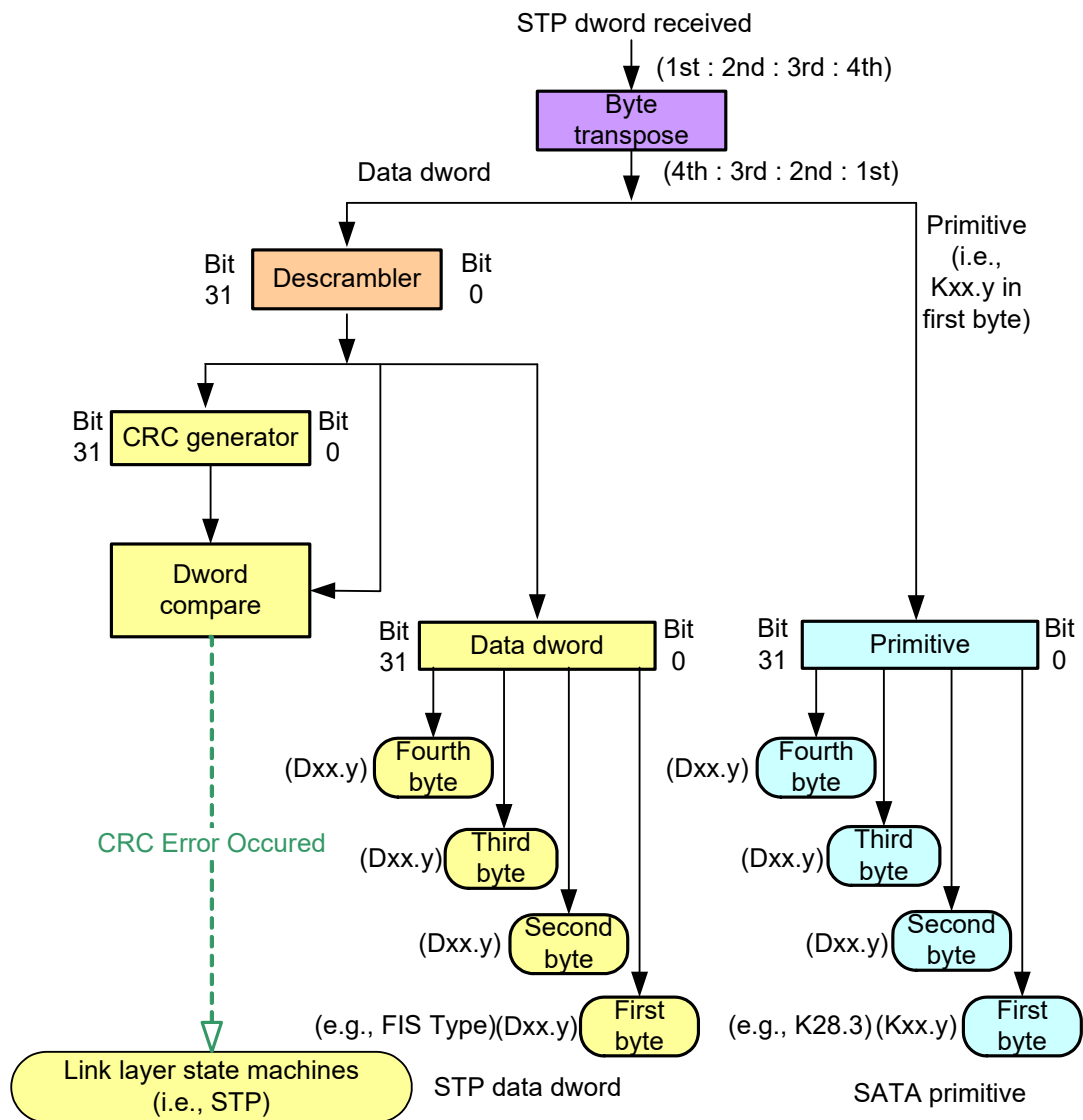 STP dword received
(1st : 2nd : 3rd : 4th)
Byte
transpose
(4th : 3rd : 2nd : 1st)
Data dword
Primitive
(i.e.,
Kxx.y in
first byte)
Bit
31
Descrambler
Bit
0
Bit
31
CRC generator
Bit
0
Dword
compare
Bit
31
Data dword
Bit
0
Bit
31
Primitive
Bit
0
(Dxx.y)
Fourth
byte
(Dxx.y)
Fourth
byte
(Dxx.y)
Third
byte
(Dxx.y)
Third
byte
CRC Error Occured
(Dxx.y)
Second
byte
(Dxx.y)
Second
byte
(e.g., FIS Type)(Dxx.y)
First
byte
(e.g., K28.3)(Kxx.y)
First
byte
Link layer state machines
(i.e., STP)
STP data dword
SATA primitive